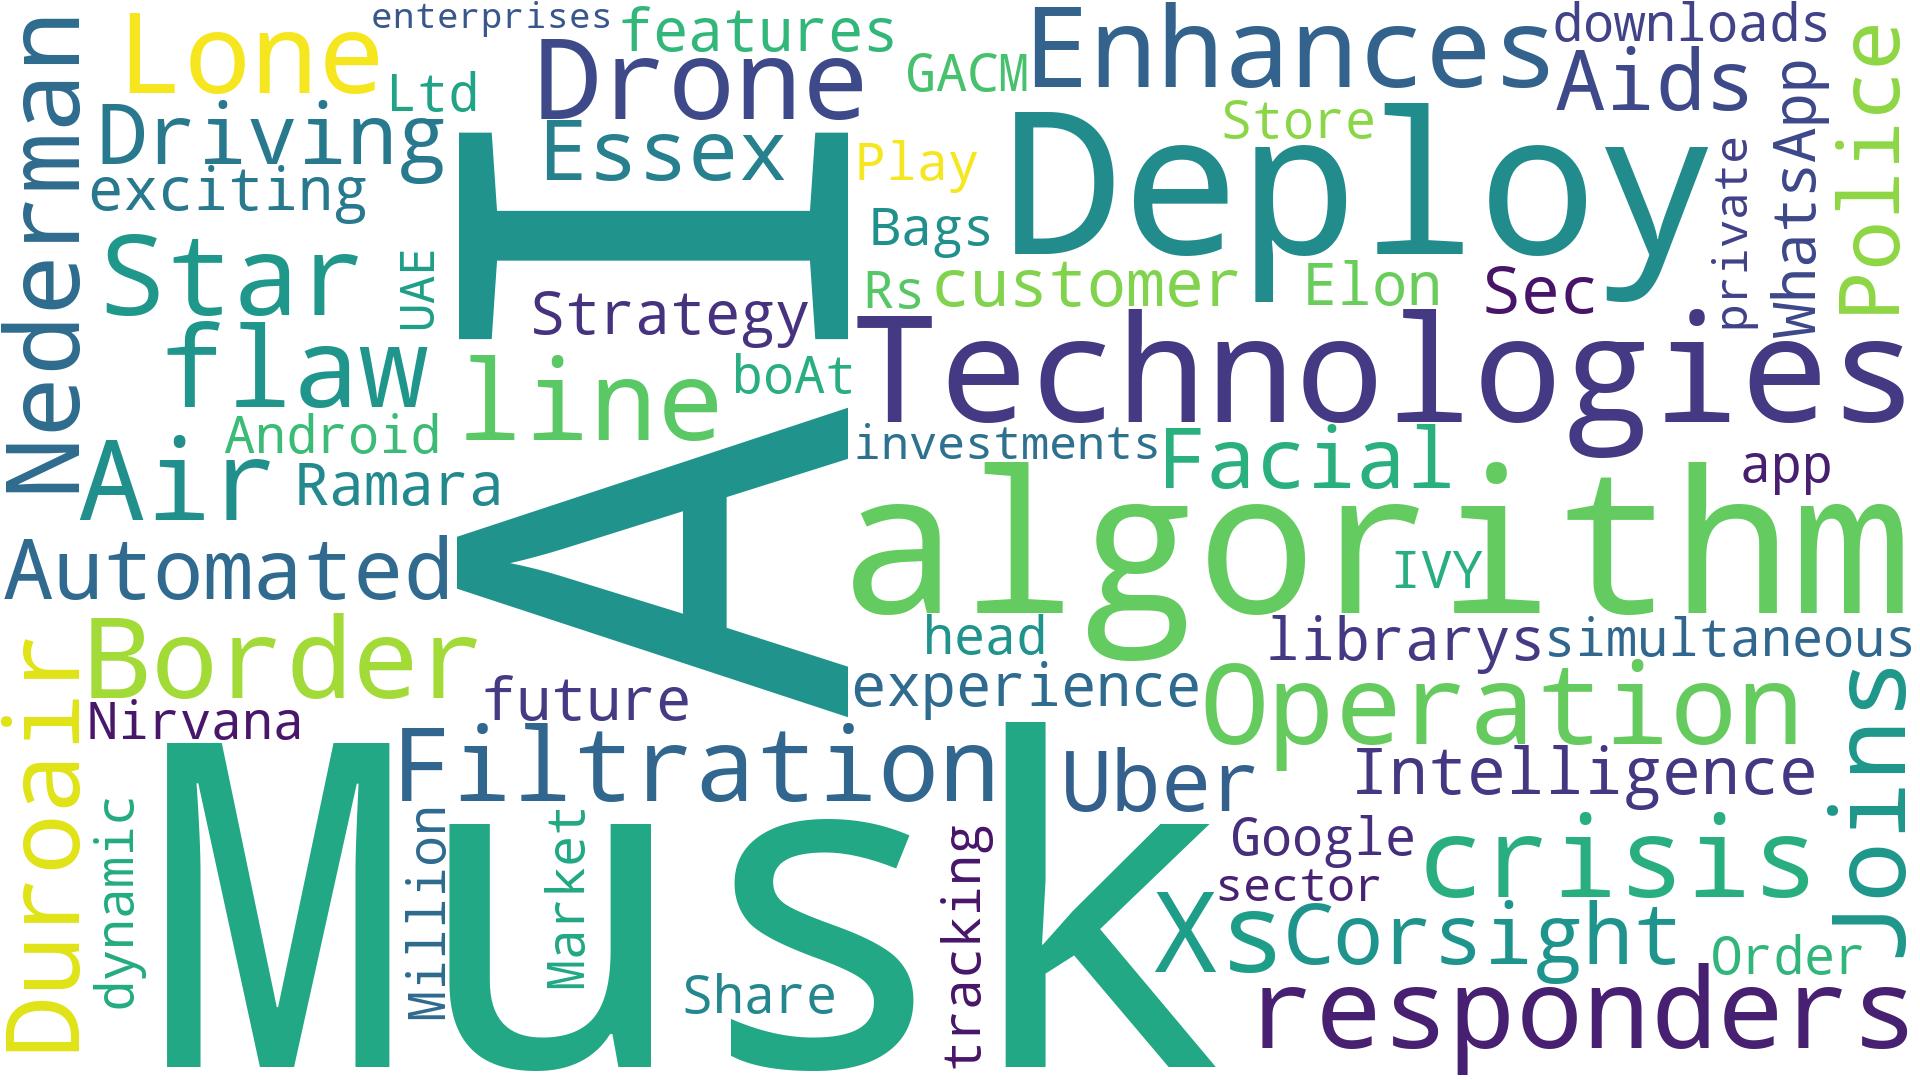 enterprises
Lone
features
Enhances
downloads
Nederman
Drone
GACM
Aids
Police
Ltd
Driving
Essex
Store
Deploy
WhatsApp
exciting
Play
private
Bags
Star
UAE
AI
customer
Rs
Elon
Sec
Strategy
Technologies
flaw
line
boAt
Android
investments
Facial
app
Air
Ramara
algorithm
Automated
IVY
Border
head
librarys
simultaneous
Duroair
Nirvana
future
experience
Operation
Joins
Filtration
Uber
Intelligence
Musk
dynamic
Million
Market
tracking
Google
crisis
sector
Xs
Corsight
Order
Share
responders